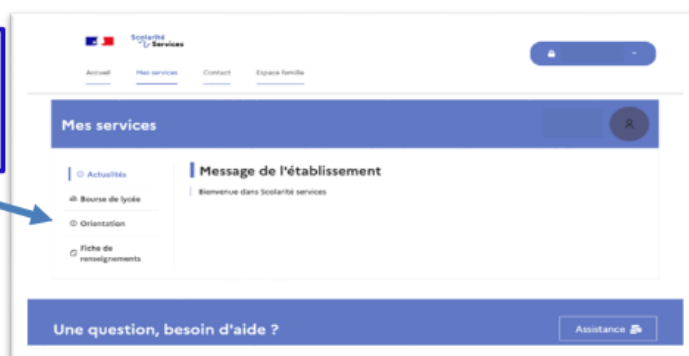 Scolarité
Services
Accueil Mes services Contact Espace famille
Mes services
Actualités
Bourse de lycée
Orientation
Fiche de
renseignements
Message de l'établissement
Bienvenue dans Scolarité services
Une question, besoin d'aide ?
Assistance